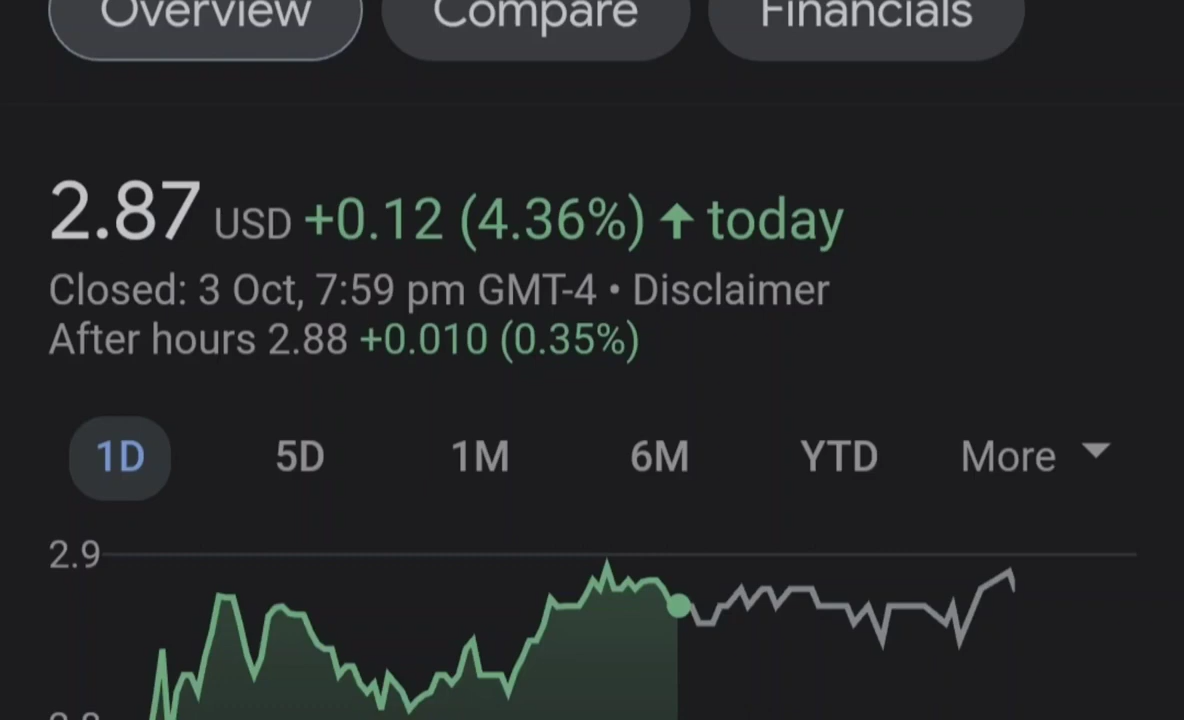 Overview Compare Financials
2.87 USD +0.12 (4.36%) ↑ today
Closed: 3 Oct, 7:59 pm GMT-4 • Disclaimer
After hours 2.88 +0.010 (0.35%)
1D 5D 1M 6M YTD More
2.9